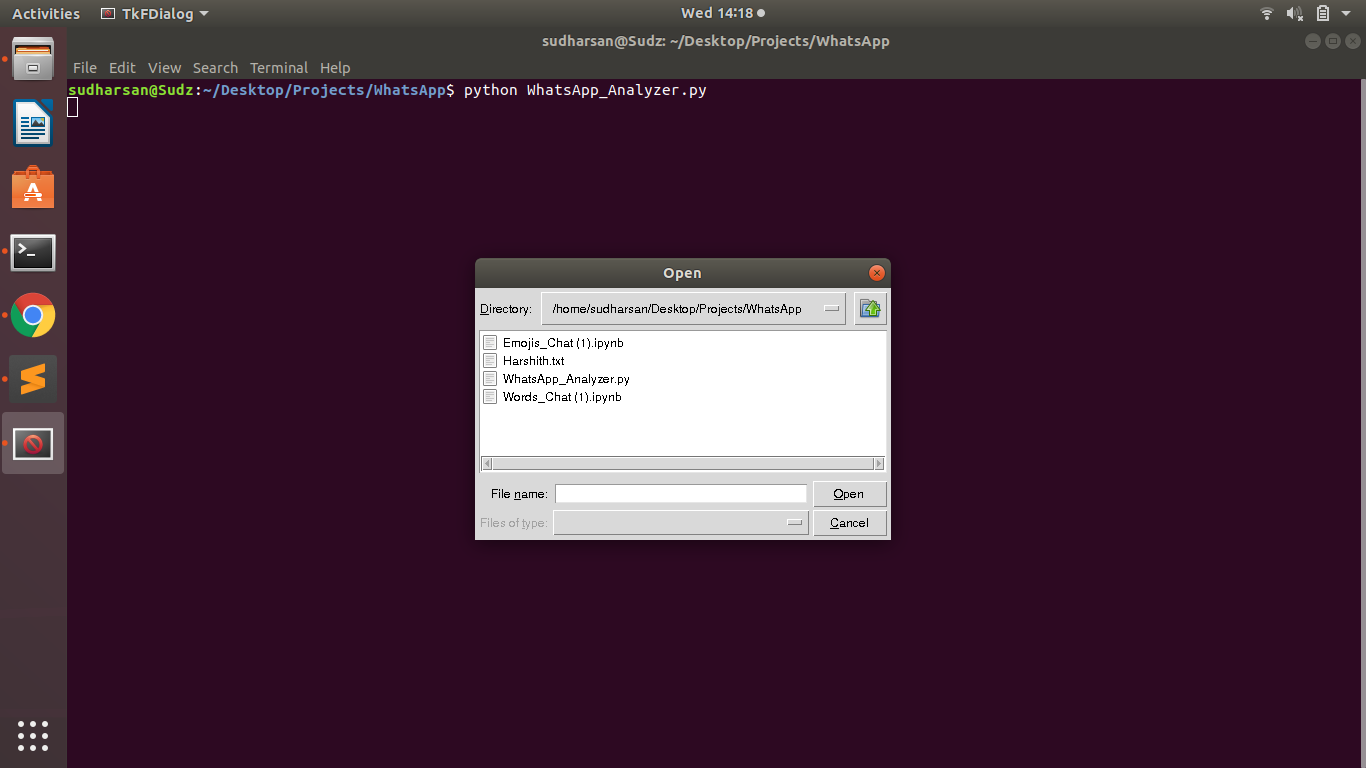 Activities TkFDialog Wed 14:18
sudharsan@Sudz: ~/Desktop/Projects/WhatsApp
File Edit View Search Terminal Help
sudharsan@Sudz:~/Desktop/Projects/WhatsApp$ python WhatsApp_Analyzer.py
Open
Directory: /home/sudharsan/Desktop/Projects/WhatsApp
Emojis_Chat (1).ipynb
Harshith.txt
WhatsApp_Analyzer.py
Words_Chat (1).ipynb
File name: Open
Files of type: Cancel